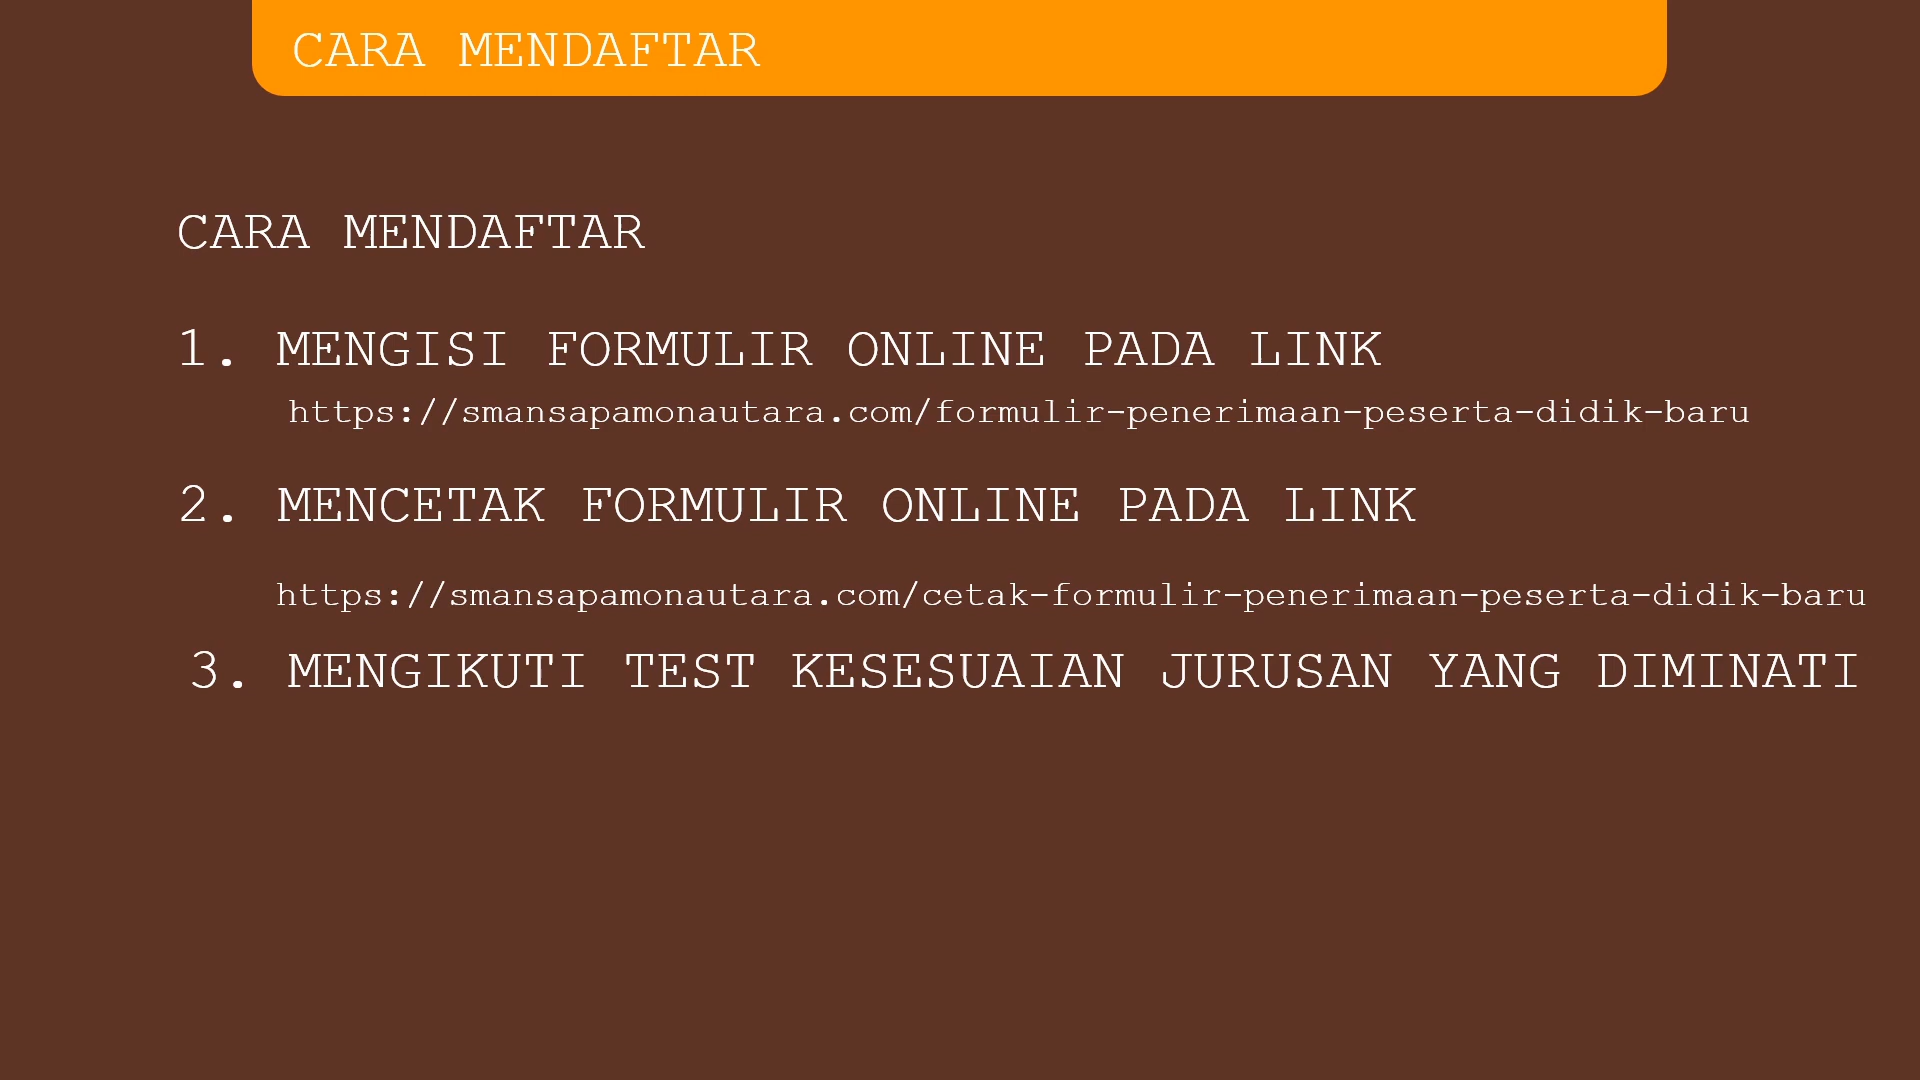 CARA MENDAFTAR
CARA MENDAFTAR
1. MENGISI FORMULIR ONLINE PADA LINK
https://smansapamonautara.com/formulir-penerimaan-peserta-didik-baru
2. MENCETAK FORMULIR ONLINE PADA LINK
https://smansapamonautara.com/cetak-formulir-penerimaan-peserta-didik-baru
3. MENGIKUTI TEST KESESUAIAN JURUSAN YANG DIMINATI